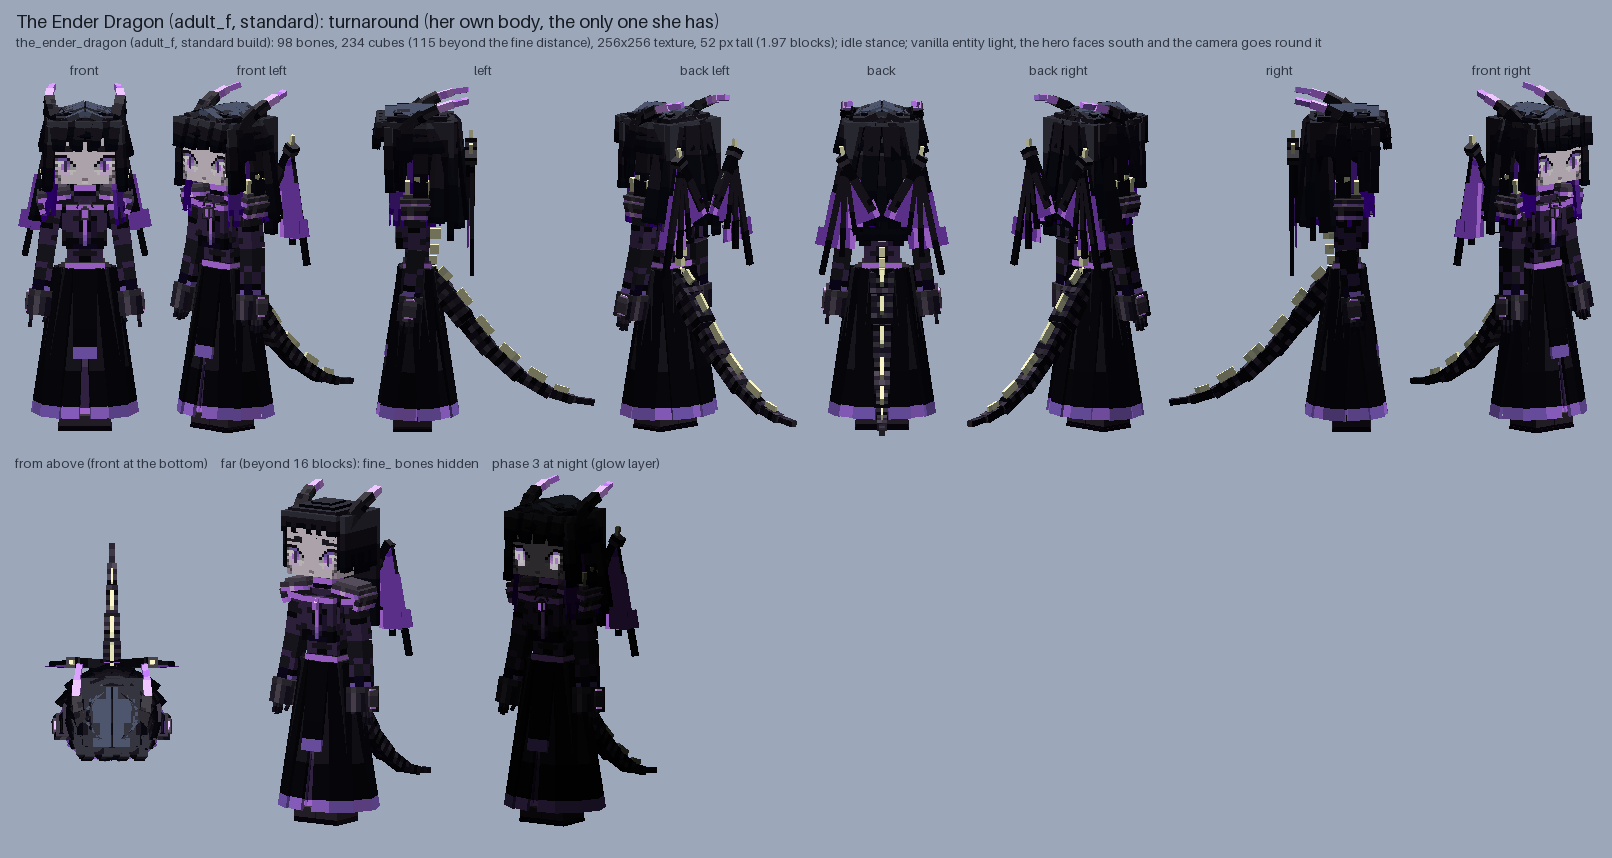 The Ender Dragon (adult_f, standard): turnaround (her own body, the only one she has)
the_ender_dragon (adult_f, standard build): 98 bones, 234 cubes (115 beyond the fine distance), 256x256 texture, 52 px tall (1.97 blocks); idle stance; vanilla entity light, the hero faces south and the camera goes round it
front
front left
left
back left
back
back right
right
front right
from above (front at the bottom)
far (beyond 16 blocks): fine_ bones hidden
phase 3 at night (glow layer)